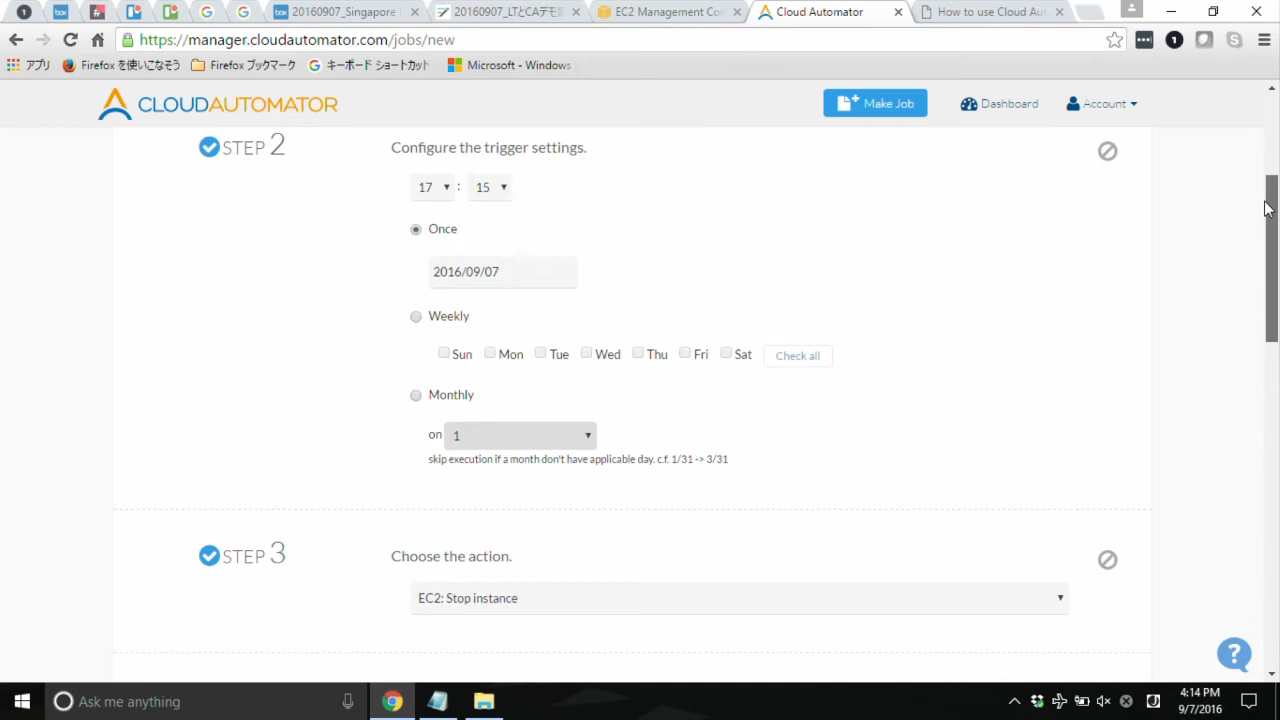 20160907_Singapore
20160907_LTとCAデモ
EC2 Management Co
Cloud Automator
How to use Cloud Aut
https://manager.cloudautomator.com/jobs/new
アプリ
Firefox を使いこなそう
Firefox ブックマーク
キーボード ショートカット
Microsoft - Windows
CLOUDAUTOMATOR
Make Job
Dashboard
Account
STEP 2
Configure the trigger settings.
17 : 15
Once
2016/09/07
Weekly
Sun Mon Tue Wed Thu Fri Sat Check all
Monthly
on 1
skip execution if a month don't have applicable day. c.f. 1/31 -> 3/31
STEP 3
Choose the action.
EC2: Stop instance
?
Ask me anything
4:14 PM
9/7/2016